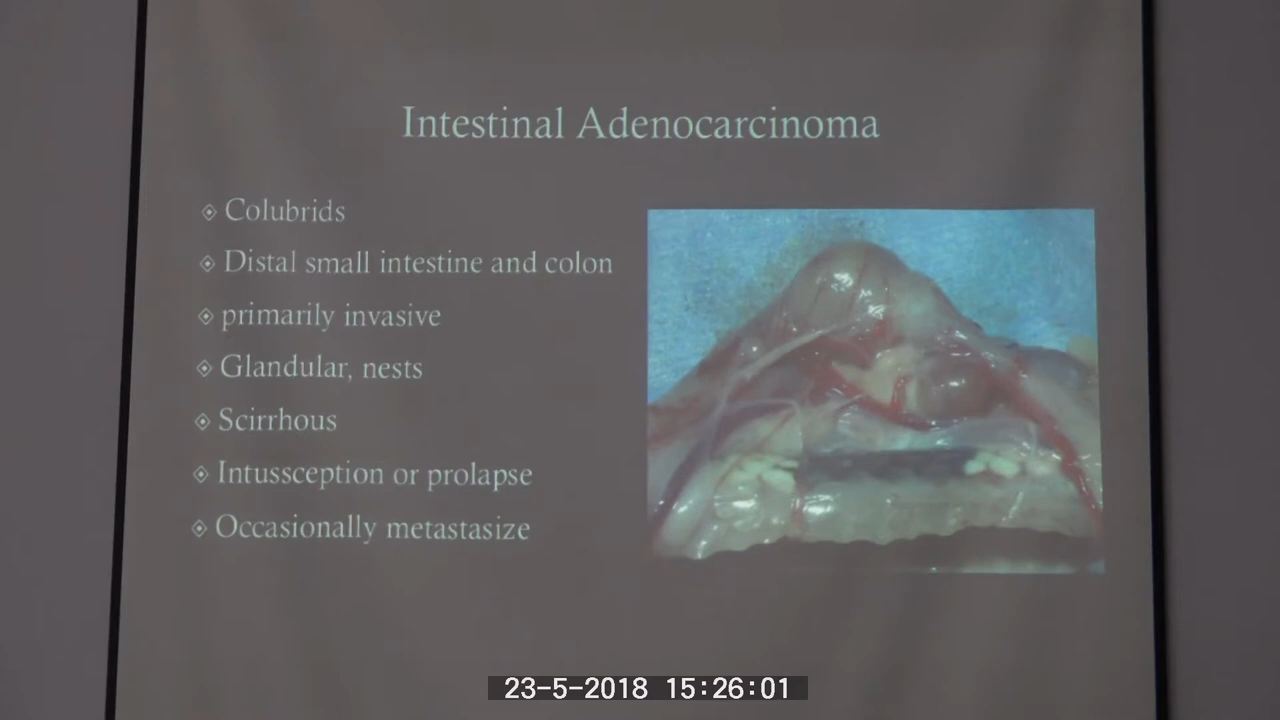 Intestinal Adenocarcinoma
Colubrids
Distal small intestine and colon
primarily invasive
Glandular, nests
Scirrhous
Intussception or prolapse
Occasionally metastasize
23-5-2018 15:26:01